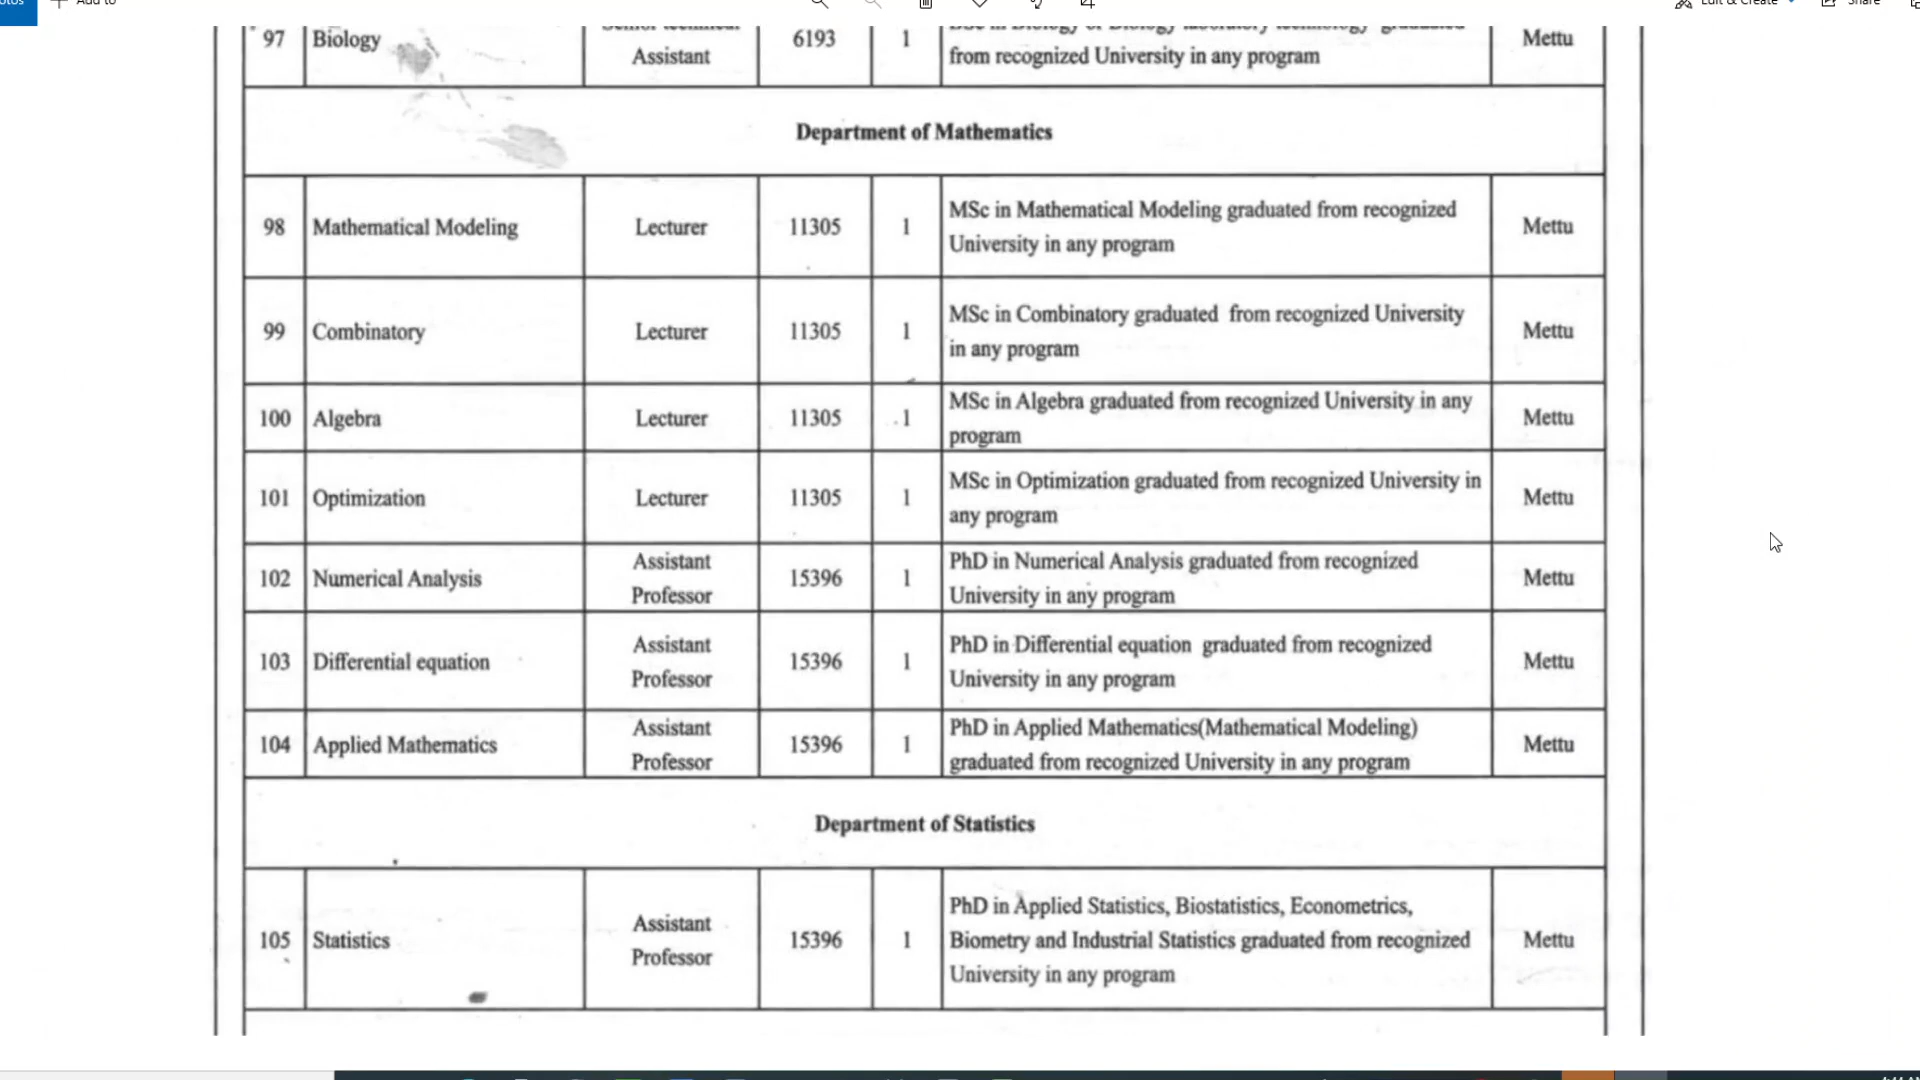 Add to
Edit & Create
Share
97 Biology Assistant 6193 1 from recognized University in any program Mettu
Department of Mathematics
98 Mathematical Modeling Lecturer 11305 1 MSc in Mathematical Modeling graduated from recognized
University in any program Mettu
99 Combinatory Lecturer 11305 1 MSc in Combinatory graduated from recognized University
in any program Mettu
100 Algebra Lecturer 11305 1 MSc in Algebra graduated from recognized University in any
program Mettu
101 Optimization Lecturer 11305 1 MSc in Optimization graduated from recognized University in
any program Mettu
102 Numerical Analysis Assistant
Professor 15396 1 PhD in Numerical Analysis graduated from recognized
University in any program Mettu
103 Differential equation Assistant
Professor 15396 1 PhD in Differential equation graduated from recognized
University in any program Mettu
104 Applied Mathematics Assistant
Professor 15396 1 PhD in Applied Mathematics(Mathematical Modeling)
graduated from recognized University in any program Mettu
Department of Statistics
105 Statistics Assistant
Professor 15396 1 PhD in Applied Statistics, Biostatistics, Econometrics,
Biometry and Industrial Statistics graduated from recognized
University in any program Mettu